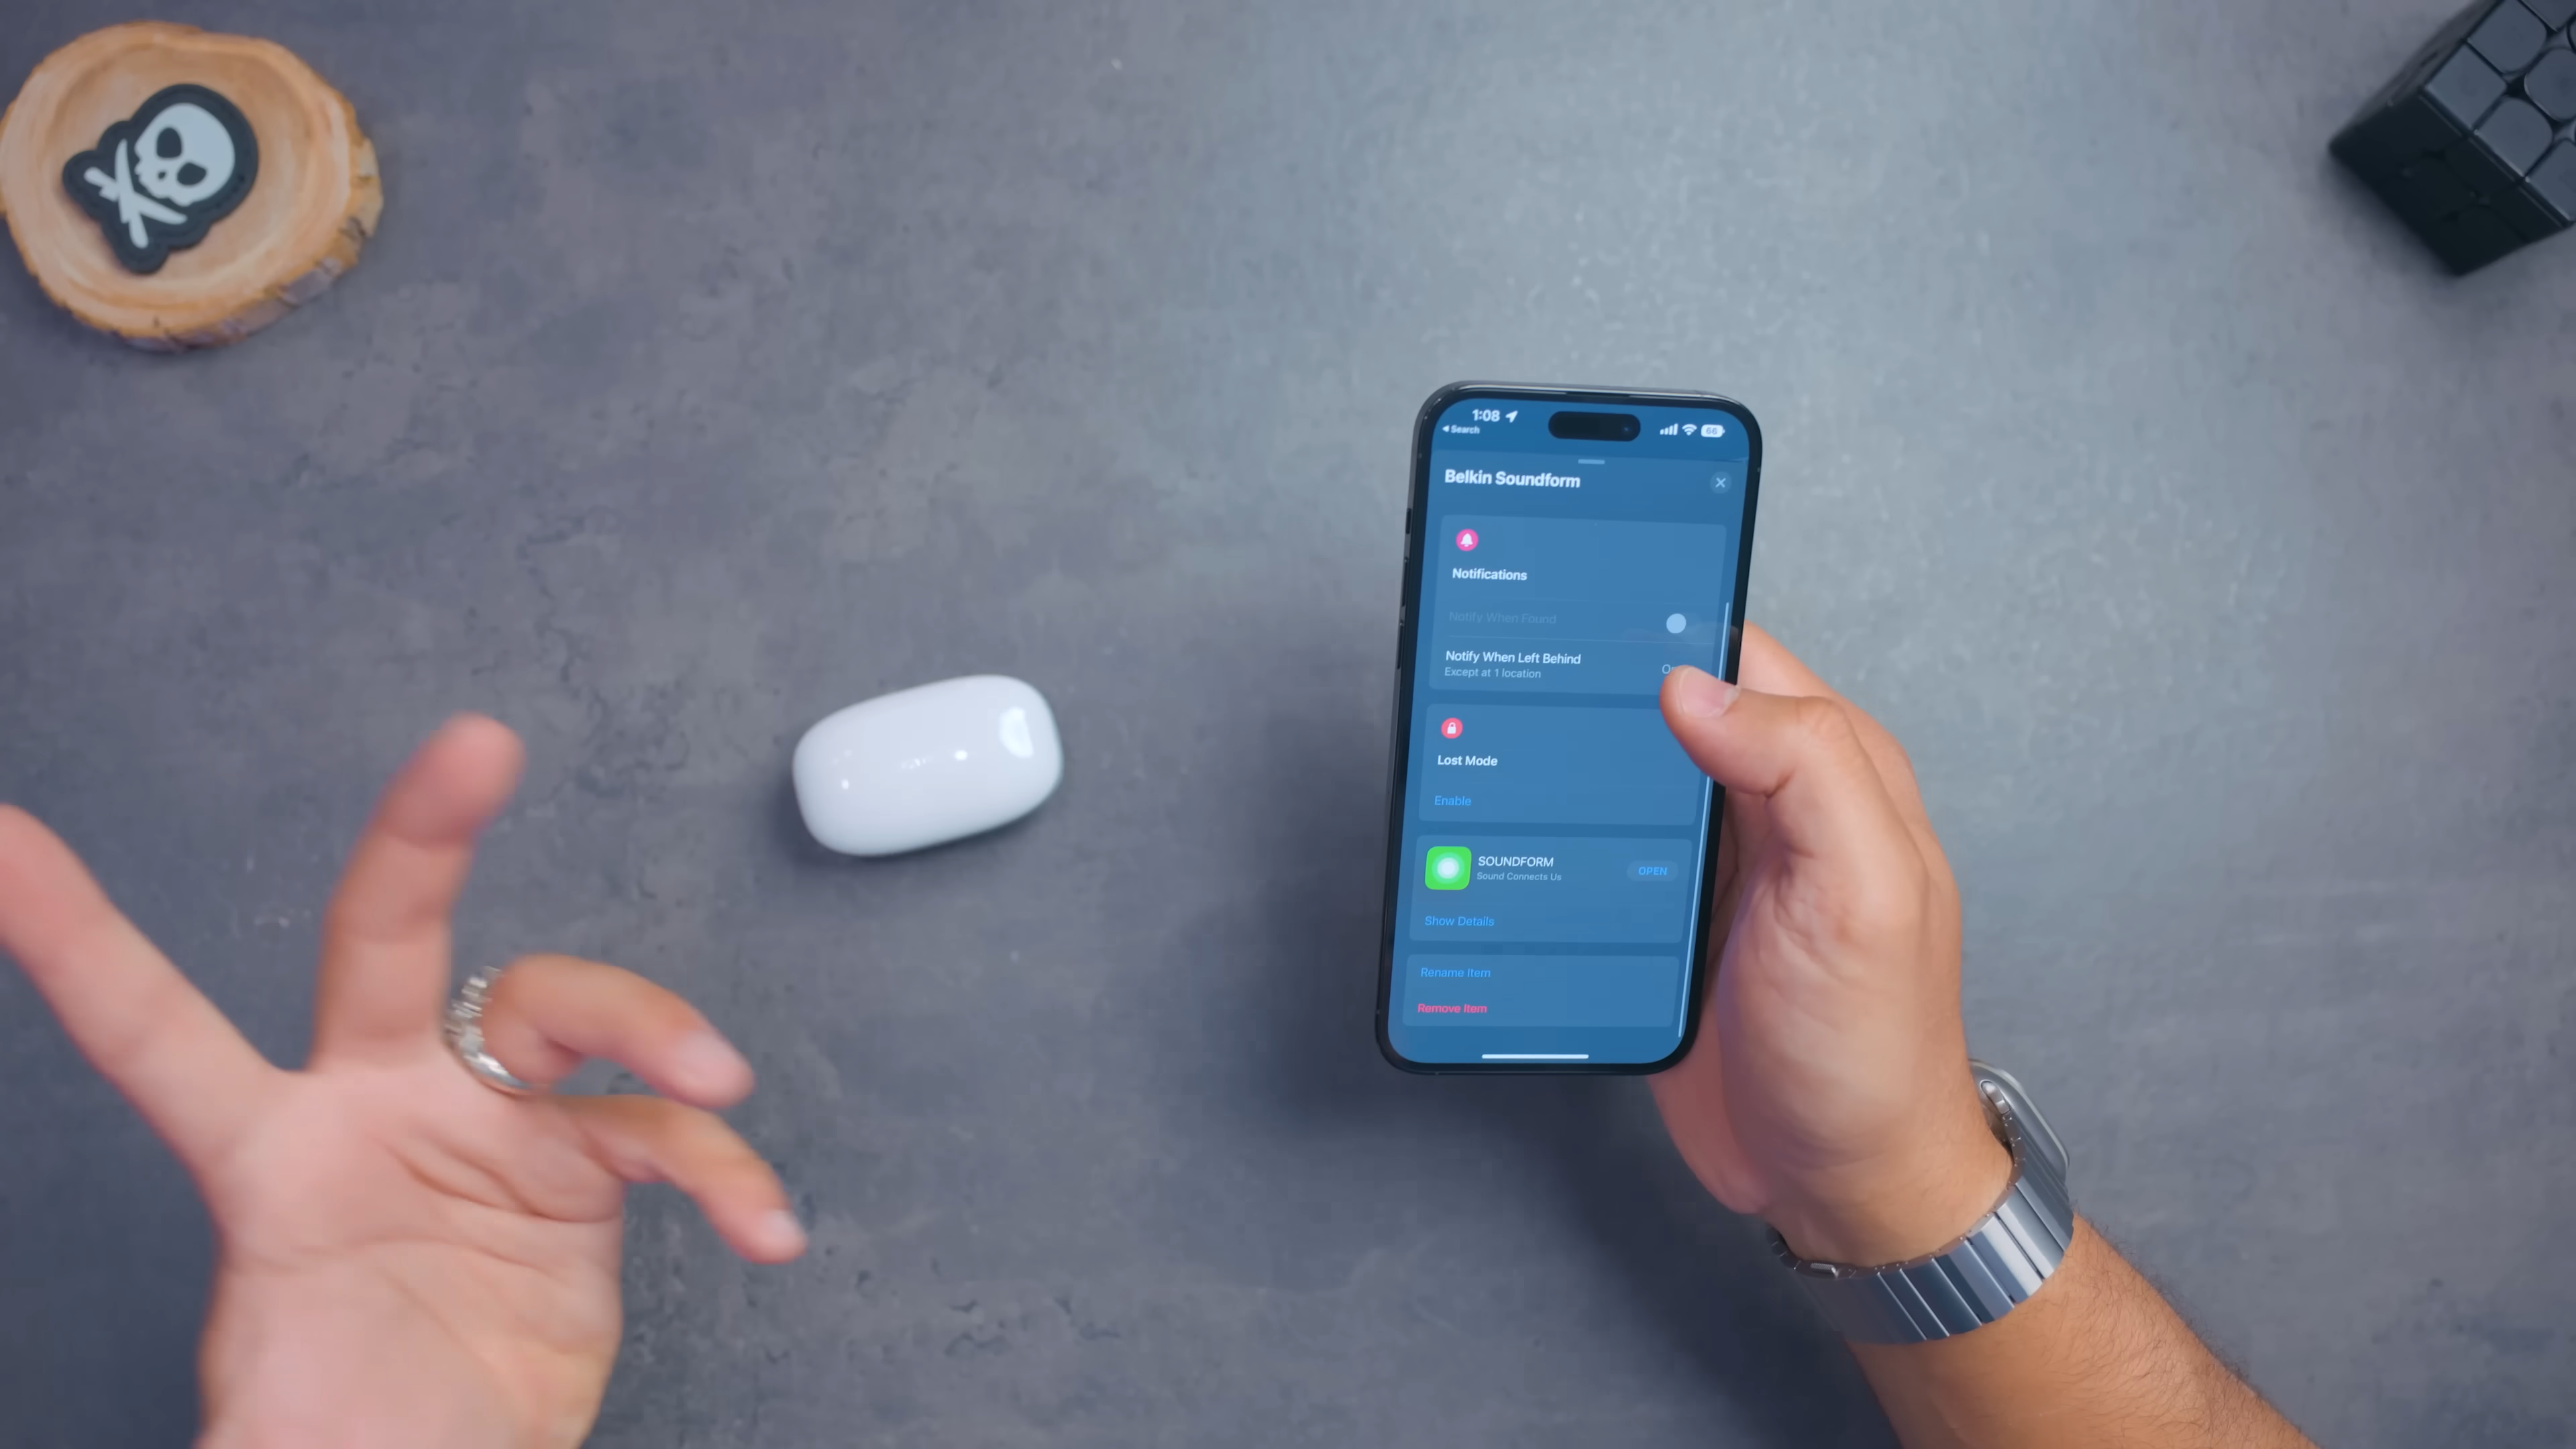 1:08
Search
66
Belkin Soundform
Notifications
Notify When Found
Notify When Left Behind
Except at 1 location
Lost Mode
Enable
SOUNDFORM
Sound Connects Us
OPEN
Show Details
Rename Item
Remove Item